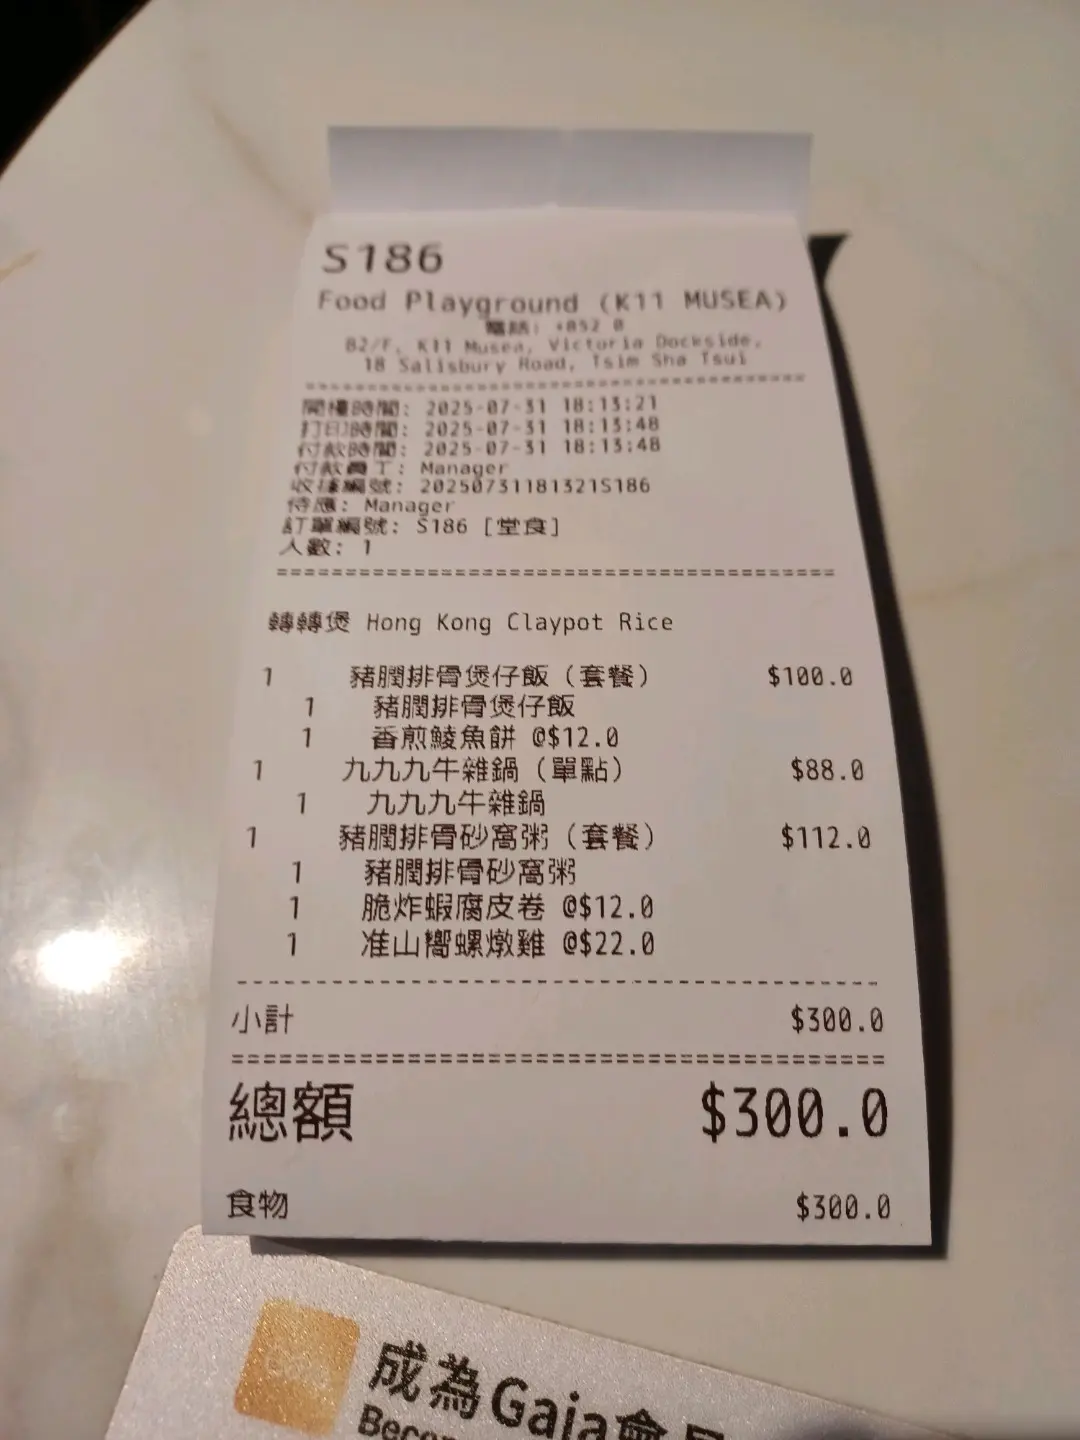 S186
Food Playground (K11 MUSEA)
電話: +852 0
B2/F, K11 Musea, Victoria Dockside,
18 Salisbury Road, Tsim Sha Tsui
開檯時間: 2025-07-31 18:13:21
打印時間: 2025-07-31 18:13:48
付款時間: 2025-07-31 18:13:48
付款員工: Manager
收據編號: 20250731181321S186
侍應: Manager
訂單編號: S186 [堂食]
人數: 1
轉轉煲 Hong Kong Claypot Rice
1 豬膶排骨煲仔飯（套餐） $100.0
1 豬膶排骨煲仔飯
1 香煎鯪魚餅 @$12.0
1 九九九牛雜鍋（單點） $88.0
1 九九九牛雜鍋
1 豬膶排骨砂窩粥（套餐） $112.0
1 豬膶排骨砂窩粥
1 脆炸蝦腐皮卷 @$12.0
1 准山嚮螺燉雞 @$22.0
小計 $300.0
總額 $300.0
食物 $300.0
成為Gaia會